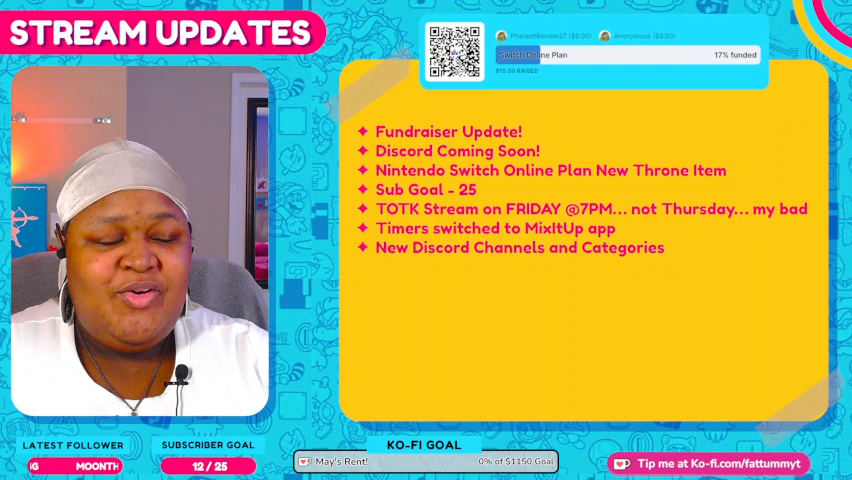 STREAM UPDATES
PharaohBender27 ($6.00) Anonymous ($9.00)
Switch Online Plan 17% funded
$15.00 RAISED
✦ Fundraiser Update!
✦ Discord Coming Soon!
✦ Nintendo Switch Online Plan New Throne Item
✦ Sub Goal - 25
✦ TOTK Stream on FRIDAY @7PM... not Thursday... my bad
✦ Timers switched to MixItUp app
✦ New Discord Channels and Categories
LATEST FOLLOWER
MOONTH
SUBSCRIBER GOAL
12 / 25
KO-FI GOAL
May's Rent! 0% of $1150 Goal
Tip me at Ko-fi.com/fattummyt